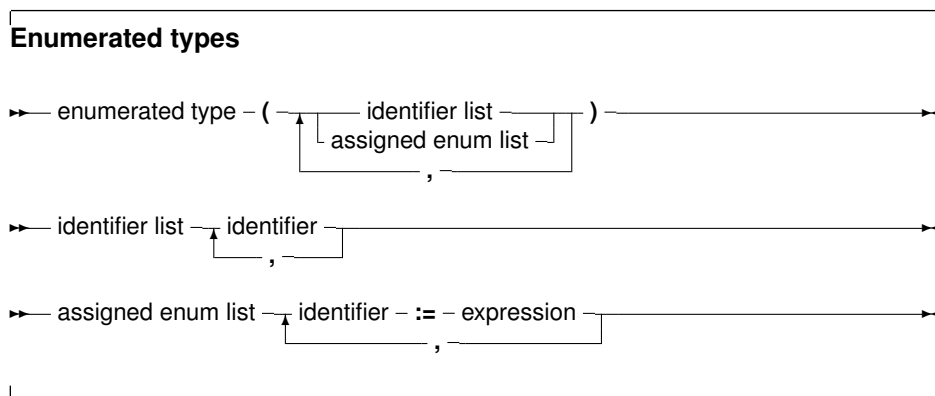 Enumerated types
enumerated type ( identifier list )
assigned enum list
,
identifier list identifier
,
assigned enum list identifier := expression
,